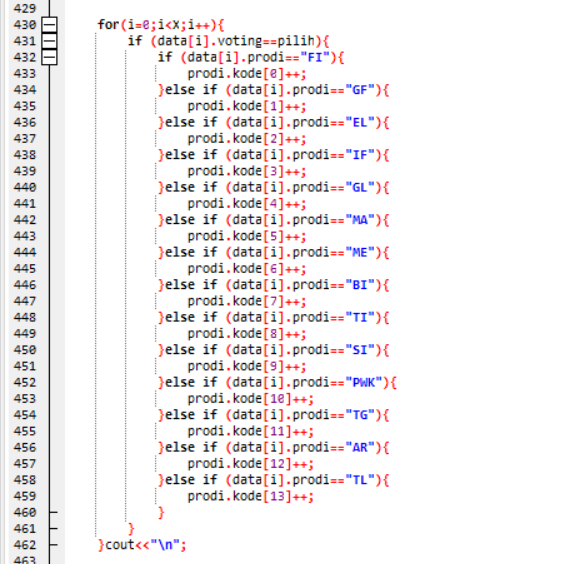 429
430 for(i=0;i<X;i++){
431 if (data[i].voting==pilih){
432 if (data[i].prodi=="FI"){
433 prodi.kode[0]++;
434 }else if (data[i].prodi=="GF"){
435 prodi.kode[1]++;
436 }else if (data[i].prodi=="EL"){
437 prodi.kode[2]++;
438 }else if (data[i].prodi=="IF"){
439 prodi.kode[3]++;
440 }else if (data[i].prodi=="GL"){
441 prodi.kode[4]++;
442 }else if (data[i].prodi=="MA"){
443 prodi.kode[5]++;
444 }else if (data[i].prodi=="ME"){
445 prodi.kode[6]++;
446 }else if (data[i].prodi=="BI"){
447 prodi.kode[7]++;
448 }else if (data[i].prodi=="TI"){
449 prodi.kode[8]++;
450 }else if (data[i].prodi=="SI"){
451 prodi.kode[9]++;
452 }else if (data[i].prodi=="PWK"){
453 prodi.kode[10]++;
454 }else if (data[i].prodi=="TG"){
455 prodi.kode[11]++;
456 }else if (data[i].prodi=="AR"){
457 prodi.kode[12]++;
458 }else if (data[i].prodi=="TL"){
459 prodi.kode[13]++;
460 }
461 }
462 }cout<<"\n";
463